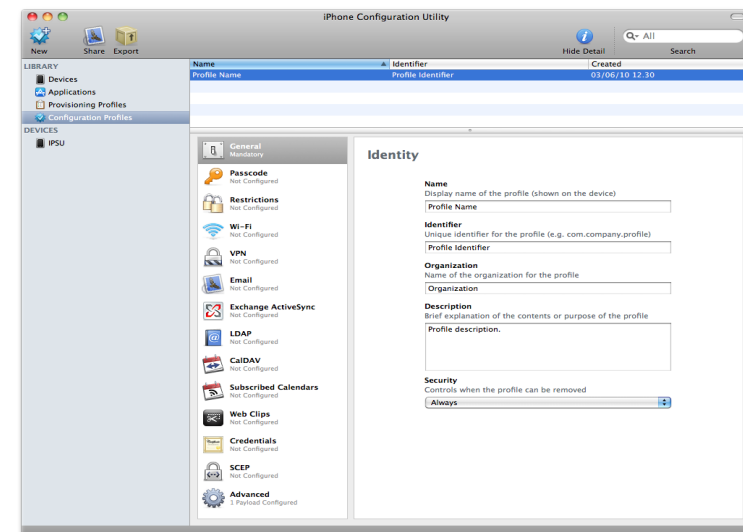 iPhone Configuration Utility
New
Share
Export
Hide Detail
All
Search
LIBRARY
Devices
Applications
Provisioning Profiles
Configuration Profiles
DEVICES
IPSU
Name Identifier Created
Profile Name Profile Identifier 03/06/10 12.30
General
Mandatory
Passcode
Not Configured
Restrictions
Not Configured
Wi-Fi
Not Configured
VPN
Not Configured
Email
Not Configured
Exchange ActiveSync
Not Configured
LDAP
Not Configured
CalDAV
Not Configured
Subscribed Calendars
Not Configured
Web Clips
Not Configured
Credentials
Not Configured
SCEP
Not Configured
Advanced
1 Payload Configured
Identity
Name
Display name of the profile (shown on the device)
Profile Name
Identifier
Unique identifier for the profile (e.g. com.company.profile)
Profile Identifier
Organization
Name of the organization for the profile
Organization
Description
Brief explanation of the contents or purpose of the profile
Profile description.
Security
Controls when the profile can be removed
Always